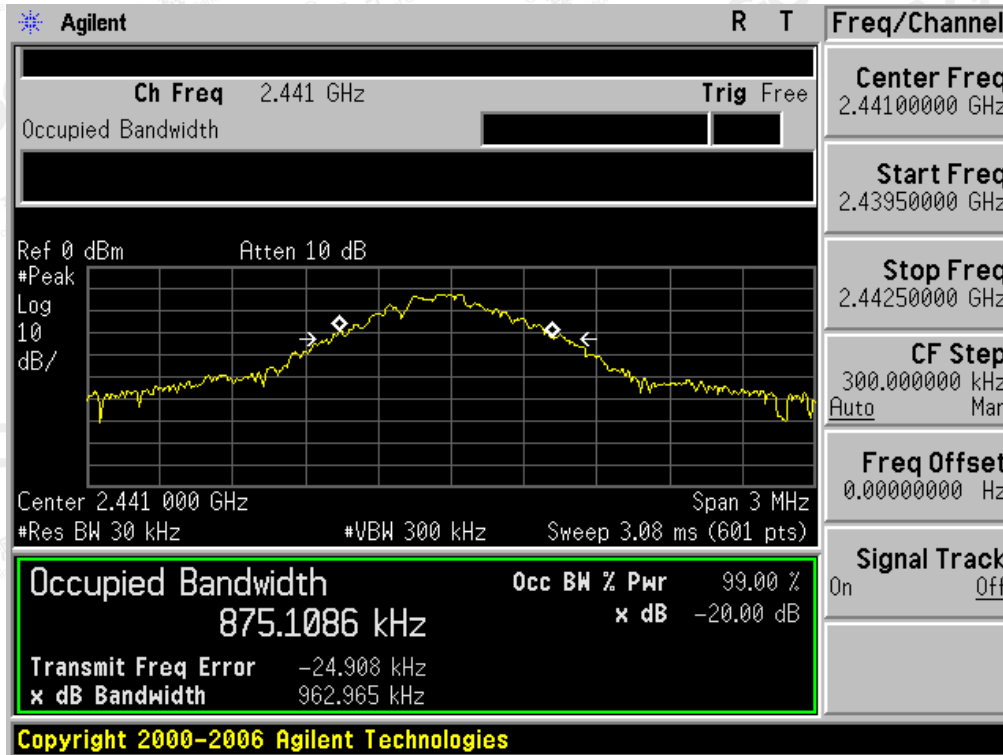 Agilent R T Freq/Channel
Ch Freq 2.441 GHz Trig Free
Occupied Bandwidth
Center Freq
2.44100000 GHz
Start Freq
2.43950000 GHz
Stop Freq
2.44250000 GHz
CF Step
300.000000 kHz
Auto Man
Freq Offset
0.00000000 Hz
Signal Track
On Off
Ref 0 dBm Atten 10 dB
#Peak
Log
10
dB/
Center 2.441 000 GHz Span 3 MHz
#Res BW 30 kHz #VBW 300 kHz Sweep 3.08 ms (601 pts)
Occupied Bandwidth Occ BW % Pwr 99.00 %
875.1086 kHz x dB -20.00 dB
Transmit Freq Error -24.908 kHz
x dB Bandwidth 962.965 kHz
Copyright 2000-2006 Agilent Technologies